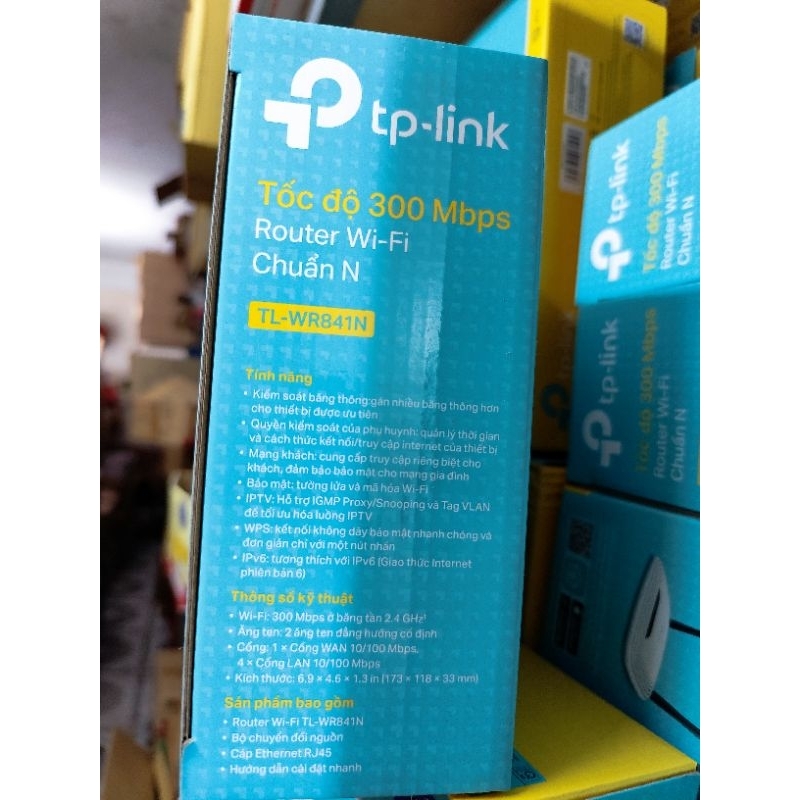 tp-link
Tốc độ 300 Mbps
Router Wi-Fi
Chuẩn N
TL-WR841N
Tính năng
• Kiểm soát băng thông:gán nhiều băng thông hơn
cho thiết bị được ưu tiên
• Quyền kiểm soát của phụ huynh: quản lý thời gian
và cách thức kết nối/truy cập internet của thiết bị
• Mạng khách: cung cấp truy cập riêng biệt cho
khách, đảm bảo bảo mật cho mạng gia đình
• Bảo mật: tường lửa và mã hóa Wi-Fi
• IPTV: Hỗ trợ IGMP Proxy/Snooping và Tag VLAN
để tối ưu hóa luồng IPTV
• WPS: kết nối không dây bảo mật nhanh chóng và
đơn giản chỉ với một nút nhấn
• IPv6: tương thích với IPv6 (Giao thức Internet
phiên bản 6)
Thông số kỹ thuật
• Wi-Fi: 300 Mbps ở băng tần 2.4 GHz¹
• Ăng ten: 2 ăng ten đẳng hướng cố định
• Cổng: 1 × Cổng WAN 10/100 Mbps,
4 × Cổng LAN 10/100 Mbps
• Kích thước: 6.9 × 4.6 × 1.3 in (173 × 118 × 33 mm)
Sản phẩm bao gồm
• Router Wi-Fi TL-WR841N
• Bộ chuyển đổi nguồn
• Cáp Ethernet RJ45
• Hướng dẫn cài đặt nhanh
tp-link
Tốc độ 300 Mbps
Router Wi-Fi
Chuẩn N
tp-link
Tốc độ 300 Mbps
Router Wi-Fi
Chuẩn N